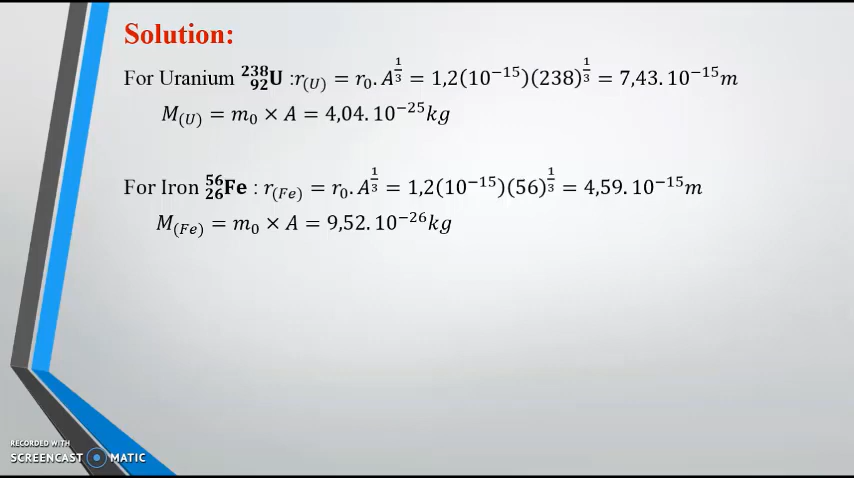 Solution:
For Uranium ²³⁸₉₂U :r₍U₎ = r₀. A^(1/3) = 1,2(10⁻¹⁵)(238)^(1/3) = 7,43. 10⁻¹⁵m
M₍U₎ = m₀ × A = 4,04. 10⁻²⁵kg
For Iron ⁵⁶₂₆Fe : r₍Fe₎ = r₀. A^(1/3) = 1,2(10⁻¹⁵)(56)^(1/3) = 4,59. 10⁻¹⁵m
M₍Fe₎ = m₀ × A = 9,52. 10⁻²⁶kg
RECORDED WITH
SCREENCAST MATIC